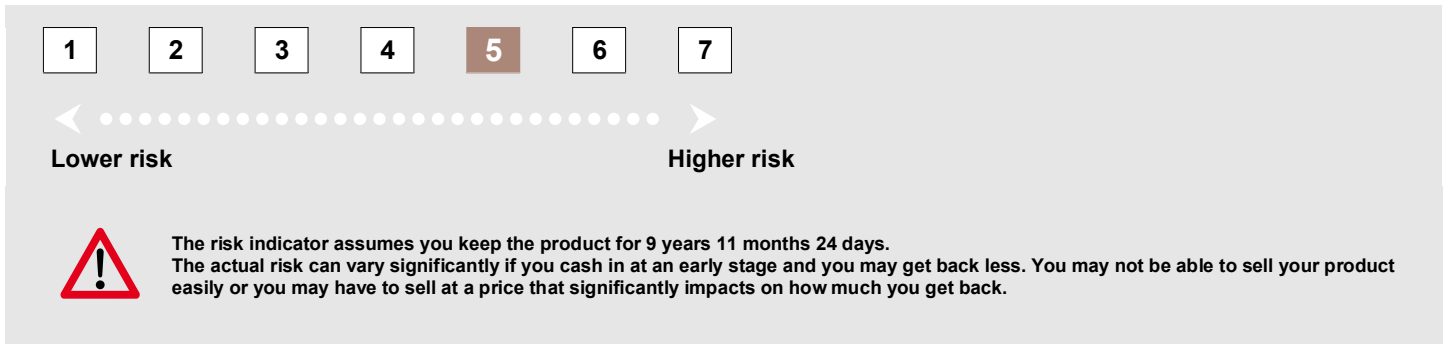 1 2 3 4 5 6 7
Lower risk Higher risk
The risk indicator assumes you keep the product for 9 years 11 months 24 days.
The actual risk can vary significantly if you cash in at an early stage and you may get back less. You may not be able to sell your product
easily or you may have to sell at a price that significantly impacts on how much you get back.